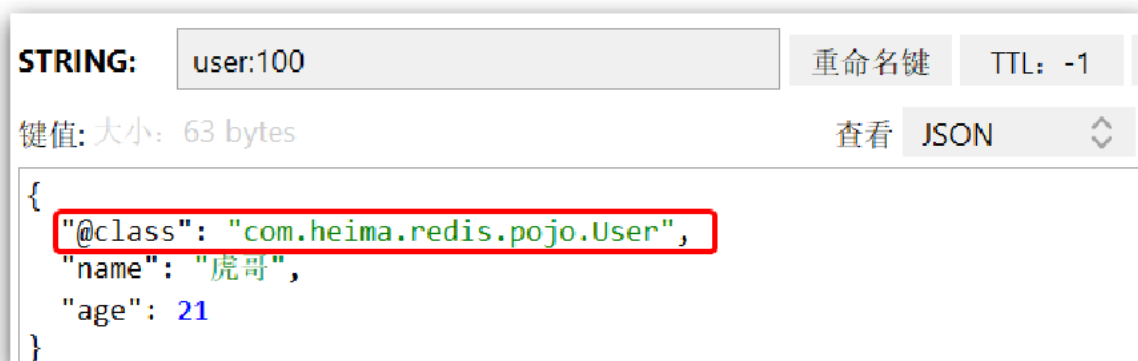 STRING: user:100 重命名键 TTL: -1
键值: 大小: 63 bytes 查看 JSON
{
"@class": "com.heima.redis.pojo.User",
"name": "虎哥",
"age": 21
}